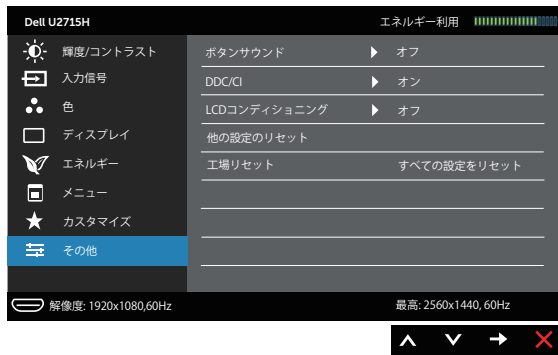 Dell U2715H エネルギー利用
輝度/コントラスト ボタンサウンド オフ
入力信号 DDC/CI オン
色 LCDコンディショニング オフ
ディスプレイ 他の設定のリセット
エネルギー 工場リセット すべての設定をリセット
メニュー
カスタマイズ
その他
解像度: 1920x1080,60Hz 最高: 2560x1440, 60Hz